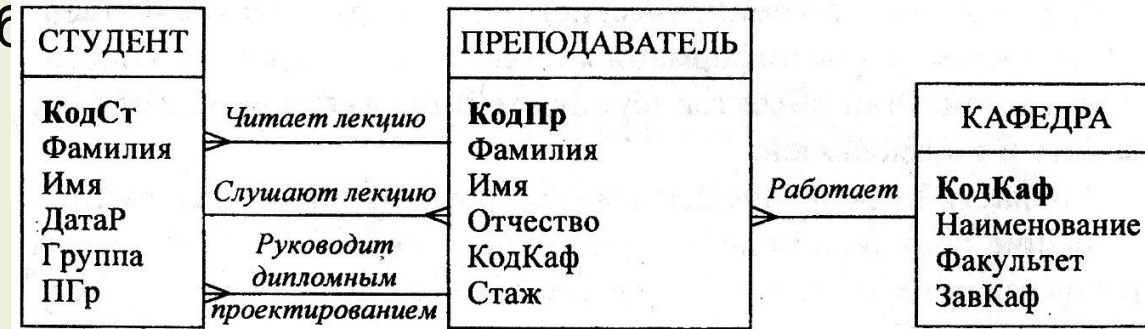 СТУДЕНТ
КодСт
Фамилия
Имя
ДатаР
Группа
ПГр
Читает лекцию
Слушают лекцию
Руководит
дипломным
проектированием
ПРЕПОДАВАТЕЛЬ
КодПр
Фамилия
Имя
Отчество
КодКаф
Стаж
Работает
КАФЕДРА
КодКаф
Наименование
Факультет
ЗавКаф